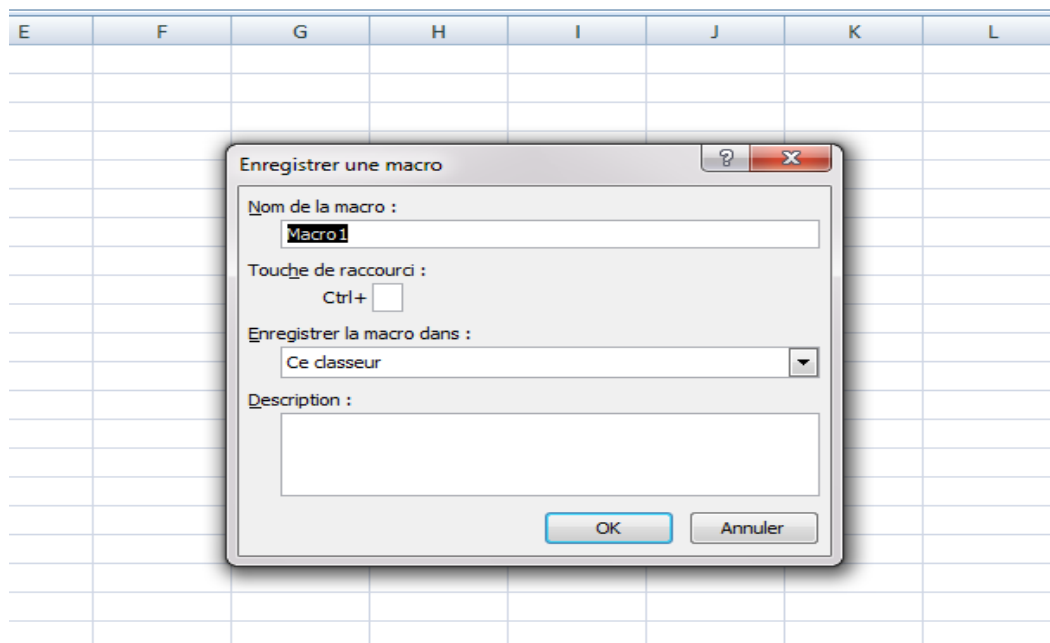 E F G H I J K L
Enregistrer une macro
Nom de la macro :
Macro1
Touche de raccourci :
Ctrl+
Enregistrer la macro dans :
Ce classeur
Description :
OK Annuler